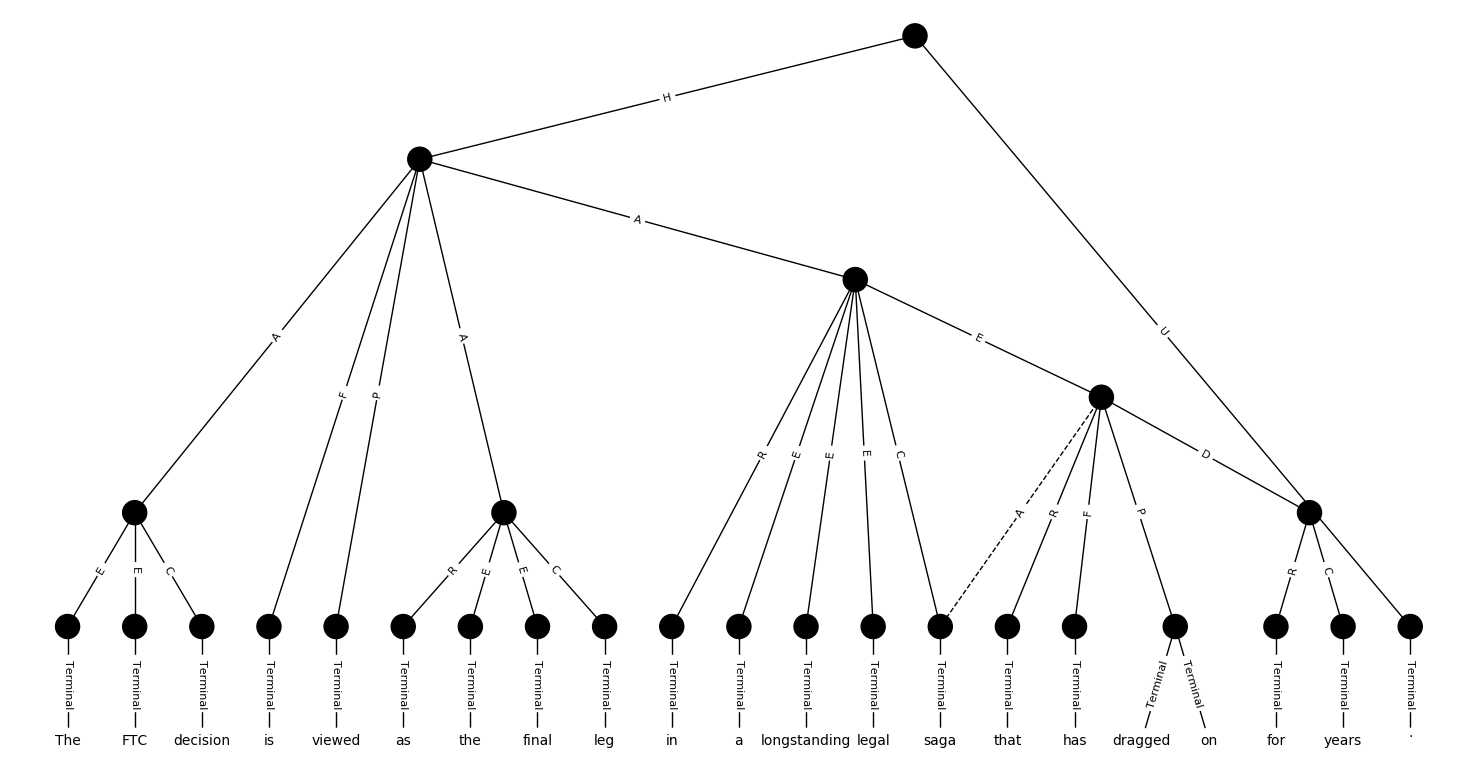 H
A
A
U
A
F
P
A
E
R
E
E
E
C
D
E
E
C
R
E
E
C
A
R
F
P
R
C
Terminal Terminal Terminal Terminal Terminal Terminal Terminal Terminal Terminal Terminal Terminal Terminal Terminal Terminal Terminal Terminal Terminal Terminal Terminal Terminal Terminal
The FTC decision is viewed as the final leg in a longstanding legal saga that has dragged on for years .